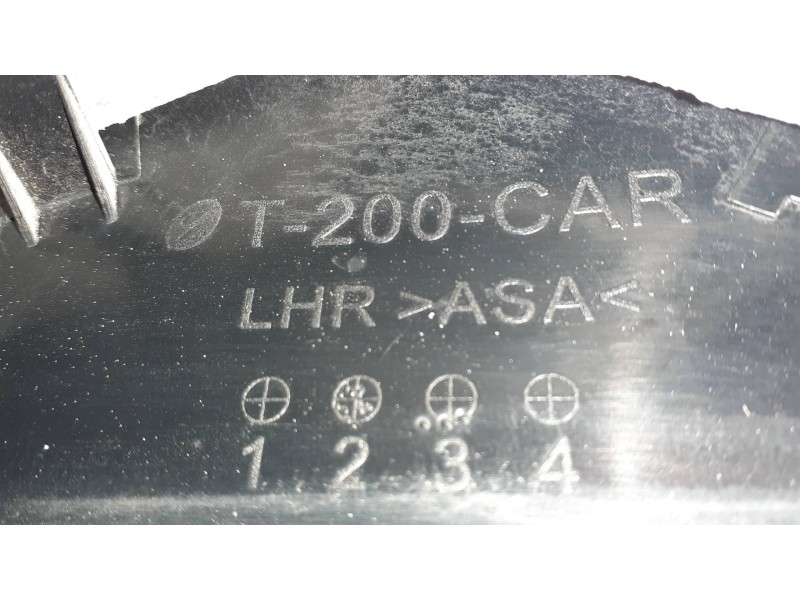 T-200-CAR
LHR >ASA<
1 2 3 4